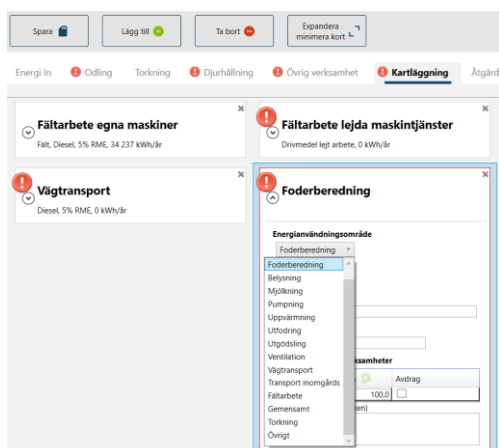 Spara
Lägg till
Ta bort
Expandera
minimera kort
Energi In
Odling
Torkning
Djurhållning
Övrig verksamhet
Kartläggning
Åtgärd
Fältarbete egna maskiner
Fält, Diesel, 5% RME, 34 237 kWh/år
Fältarbete lejda maskintjänster
Drivmedel lejt arbete, 0 kWh/år
Vägtransport
Diesel, 5% RME, 0 kWh/år
Foderberedning
Energianvändningsområde
Foderberedning
Foderberedning
Belysning
Mjölkning
Pumpning
Uppvärmning
Utfodring
Utgödsling
Ventilation
Vägtransport
Transport inomgårds
Fältarbete
Gemensamt
Torkning
Övrigt
ksamheter
Avdrag
100,0
ken)